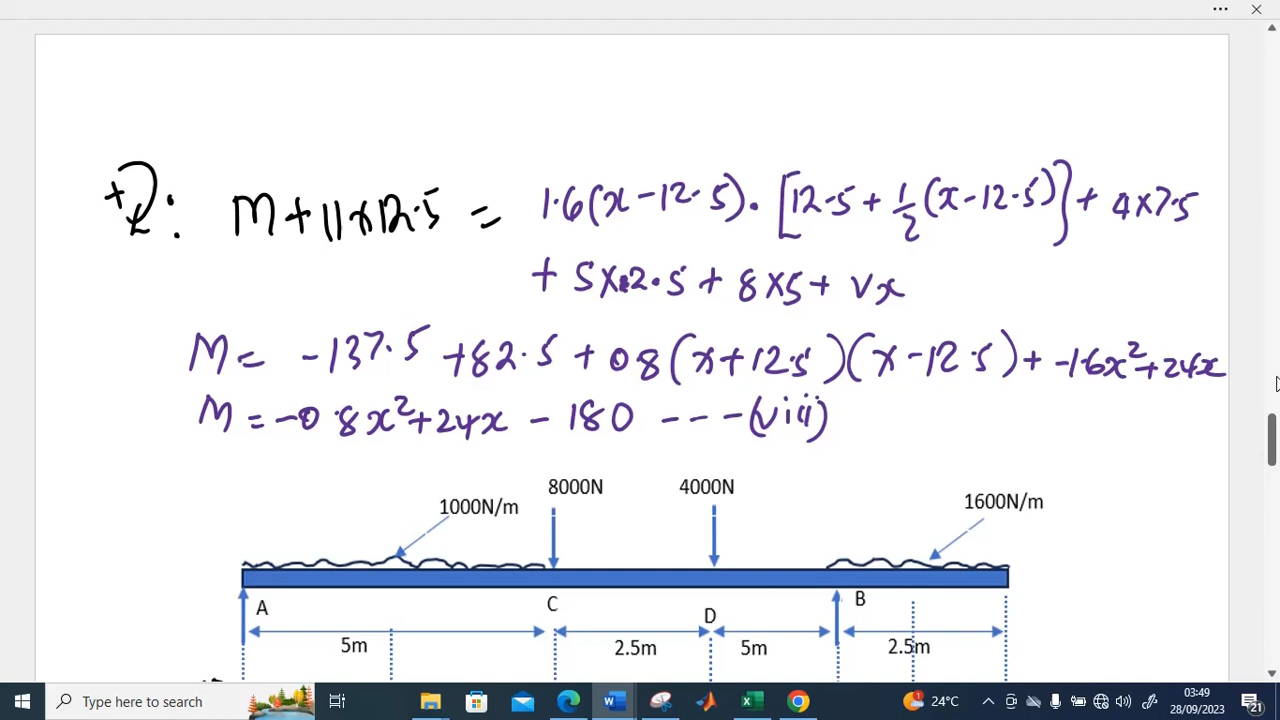 +: M + 11 x 12.5 = 1.6(x - 12.5). [12.5 + 1/2 (x - 12.5)] + 4 x 7.5
+ 5 x 2.5 + 8 x 5 + Vx
M = -137.5 + 82.5 + 0.8 (x + 12.5)(x - 12.5) + -1.6x² + 24x
M = -0.8x² + 24x - 180 --- (viii)
8000N 4000N
1000N/m 1600N/m
A C D B
5m 2.5m 5m 2.5m
Type here to search
24°C
03:49
28/09/2023
21